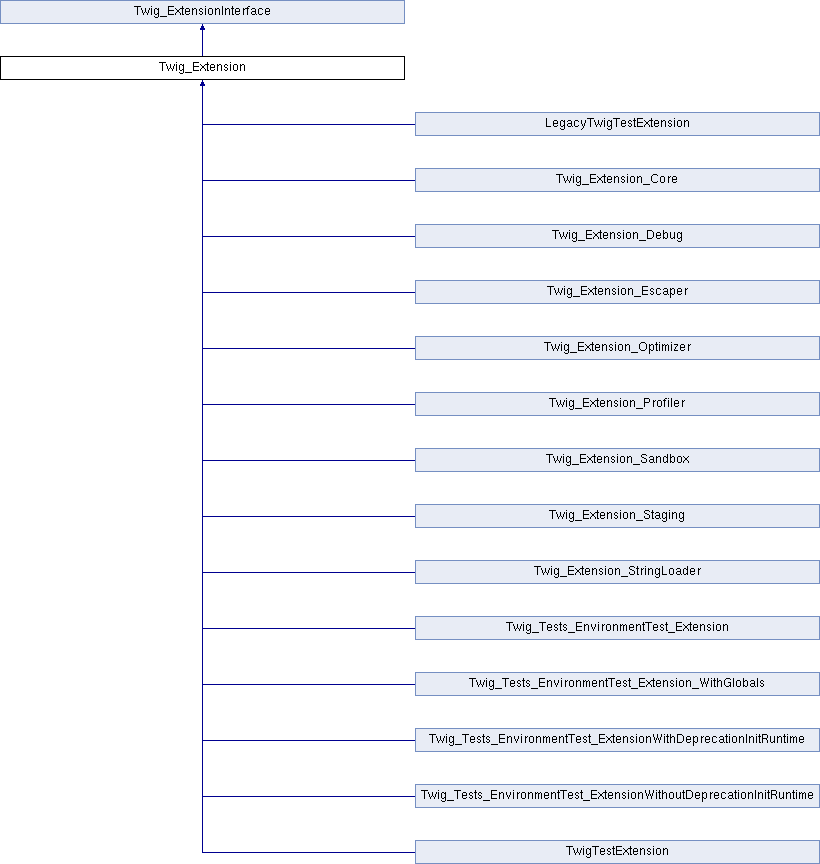 Twig_ExtensionInterface
Twig_Extension
LegacyTwigTestExtension
Twig_Extension_Core
Twig_Extension_Debug
Twig_Extension_Escaper
Twig_Extension_Optimizer
Twig_Extension_Profiler
Twig_Extension_Sandbox
Twig_Extension_Staging
Twig_Extension_StringLoader
Twig_Tests_EnvironmentTest_Extension
Twig_Tests_EnvironmentTest_Extension_WithGlobals
Twig_Tests_EnvironmentTest_ExtensionWithDeprecationInitRuntime
Twig_Tests_EnvironmentTest_ExtensionWithoutDeprecationInitRuntime
TwigTestExtension